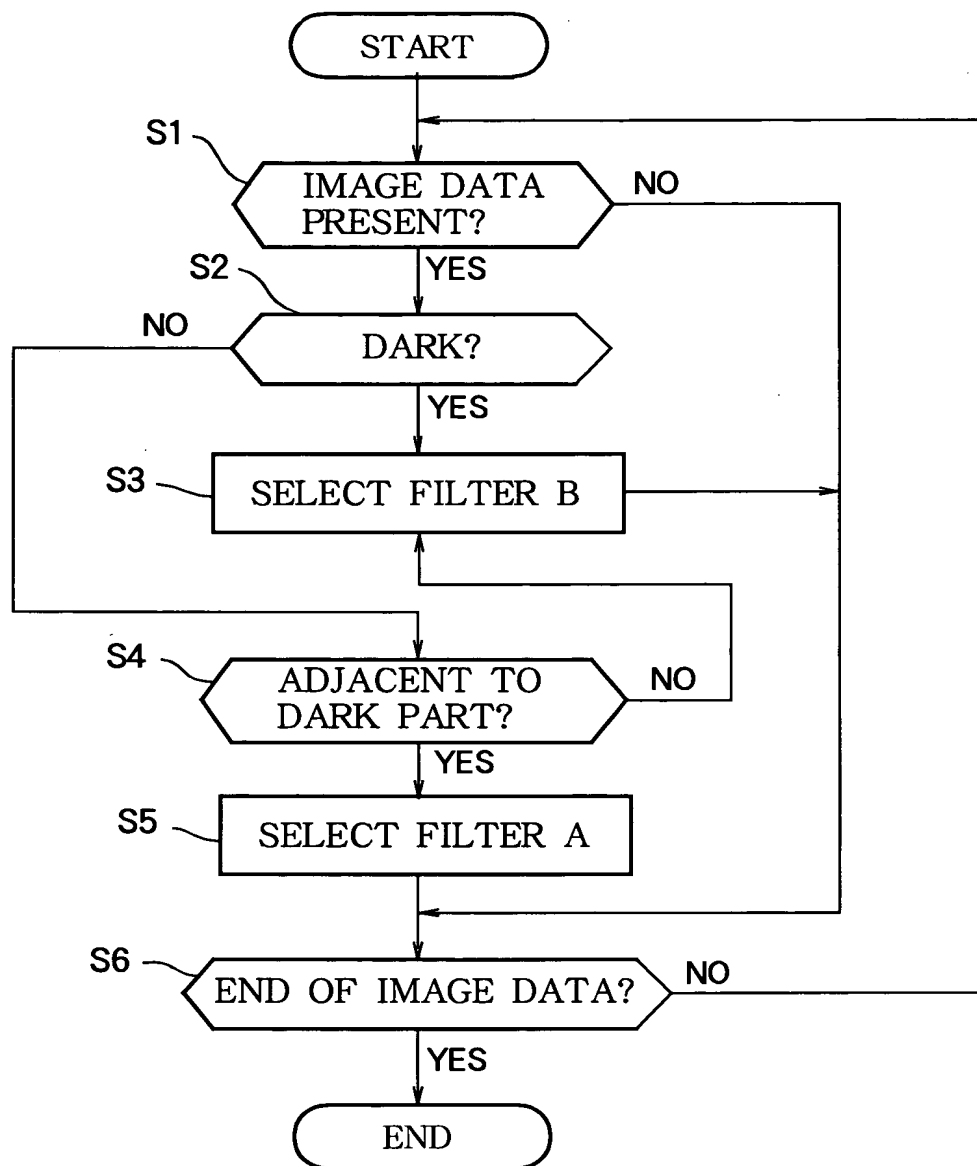 START
S1
IMAGE DATA
PRESENT?
NO
YES
S2
NO
DARK?
YES
S3
SELECT FILTER B
S4
ADJACENT TO
DARK PART?
NO
YES
S5
SELECT FILTER A
S6
END OF IMAGE DATA?
NO
YES
END